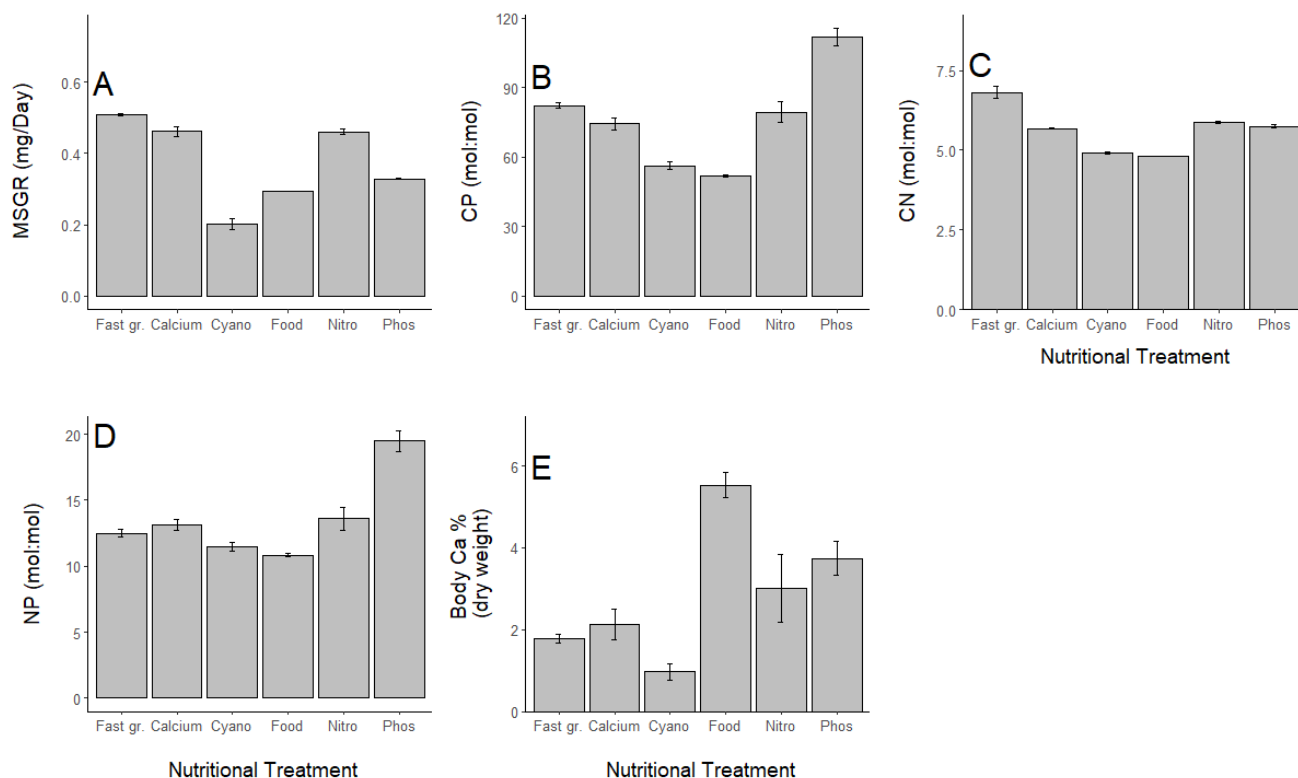 A
MSGR (mg/Day)
0.6
0.4
0.2
0.0
Fast gr. Calcium Cyano Food Nitro Phos
B
CP (mol:mol)
120
90
60
30
0
Fast gr. Calcium Cyano Food Nitro Phos
C
CN (mol:mol)
7.5
5.0
2.5
0.0
Fast gr. Calcium Cyano Food Nitro Phos
Nutritional Treatment
D
NP (mol:mol)
20
15
10
5
0
Fast gr. Calcium Cyano Food Nitro Phos
Nutritional Treatment
E
Body Ca %
(dry weight)
6
4
2
0
Fast gr. Calcium Cyano Food Nitro Phos
Nutritional Treatment